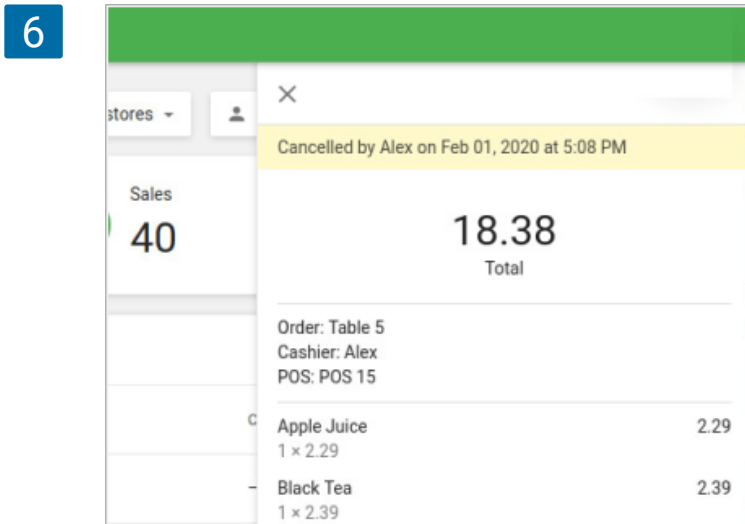 6
stores
Cancelled by Alex on Feb 01, 2020 at 5:08 PM
Sales
40
18.38
Total
Order: Table 5
Cashier: Alex
POS: POS 15
Apple Juice 2.29
1 × 2.29
Black Tea 2.39
1 × 2.39